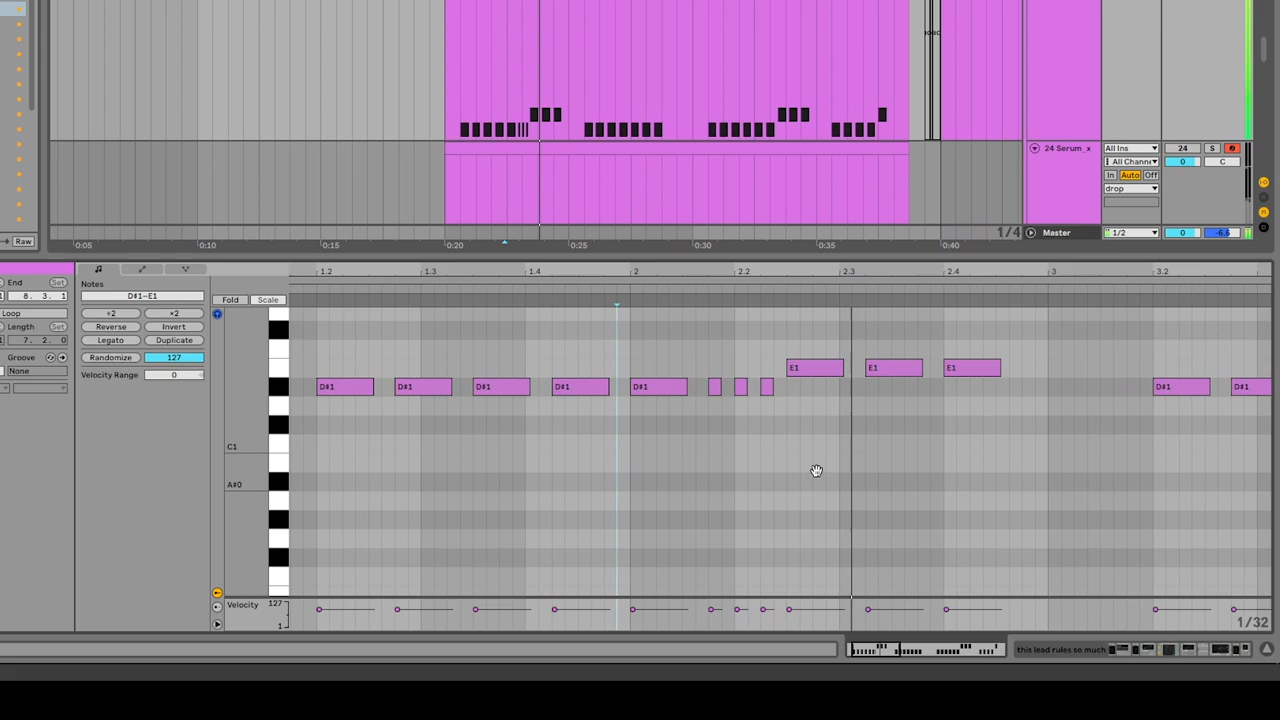 24 Serum_x
All Ins
24
S
All Channe
0
C
In
Auto
Off
drop
1/4
Master
1/2
0
-6.6
Raw
0:05
0:10
0:15
0:20
0:25
0:30
0:35
0:40
End
Set
8. 3. 1
Loop
Length
Set
7. 2. 0
Groove
None
Notes
D#1-E1
÷2
×2
Reverse
Invert
Legato
Duplicate
Randomize
127
Velocity Range
0
Fold
Scale
1.2
1.3
1.4
2
2.2
2.3
2.4
3
3.2
E1
E1
E1
D#1
D#1
D#1
D#1
D#1
D#1
D#1
C1
A#0
Velocity
127
1
1/32
this lead rules so much